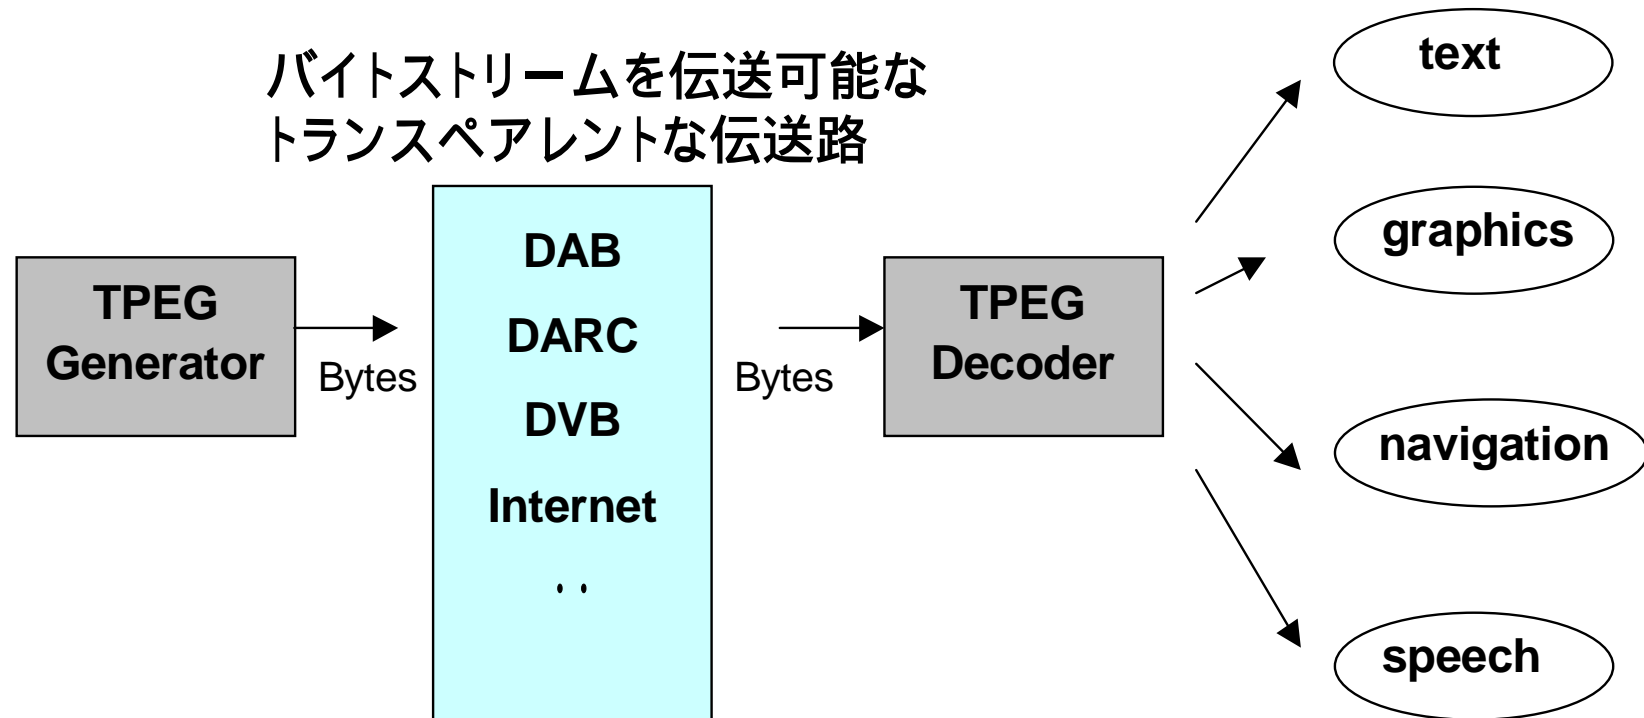 バイトストリームを伝送可能な
トランスペアレントな伝送路
TPEG
Generator
Bytes
DAB
DARC
DVB
Internet
・・
Bytes
TPEG
Decoder
text
graphics
navigation
speech